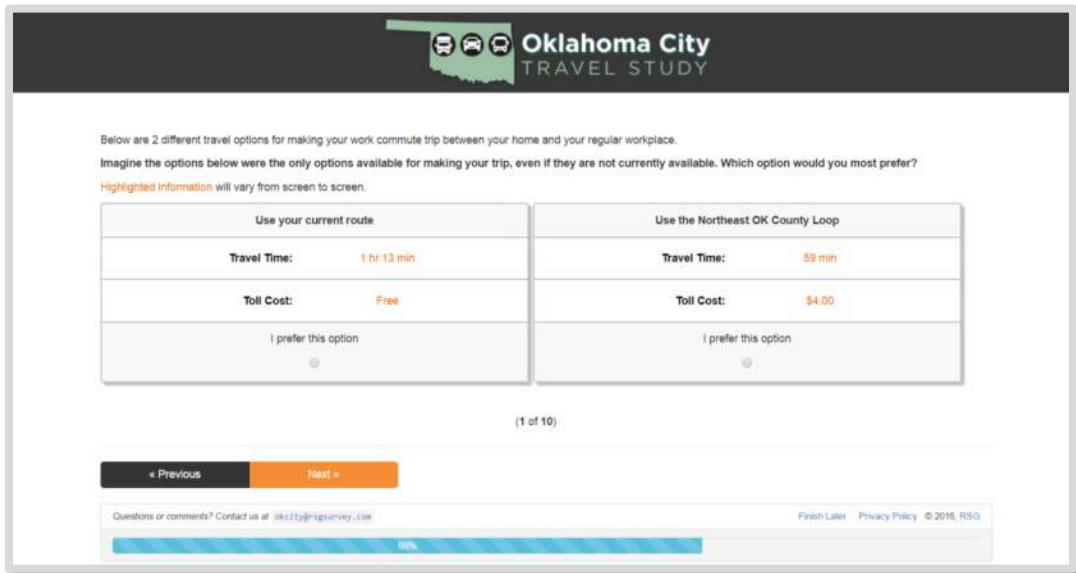 Oklahoma City
TRAVEL STUDY
Below are 2 different travel options for making your work commute trip between your home and your regular workplace.
Imagine the options below were the only options available for making your trip, even if they are not currently available. Which option would you most prefer?
Highlighted information will vary from screen to screen.
Use your current route
Use the Northeast OK County Loop
Travel Time: 1 hr 13 min
Travel Time: 59 min
Toll Cost: Free
Toll Cost: $4.00
I prefer this option
I prefer this option
(1 of 10)
« Previous
Next »
Questions or comments? Contact us at okcity@rsgsurvey.com
Finish Later Privacy Policy © 2016, RSG
68%